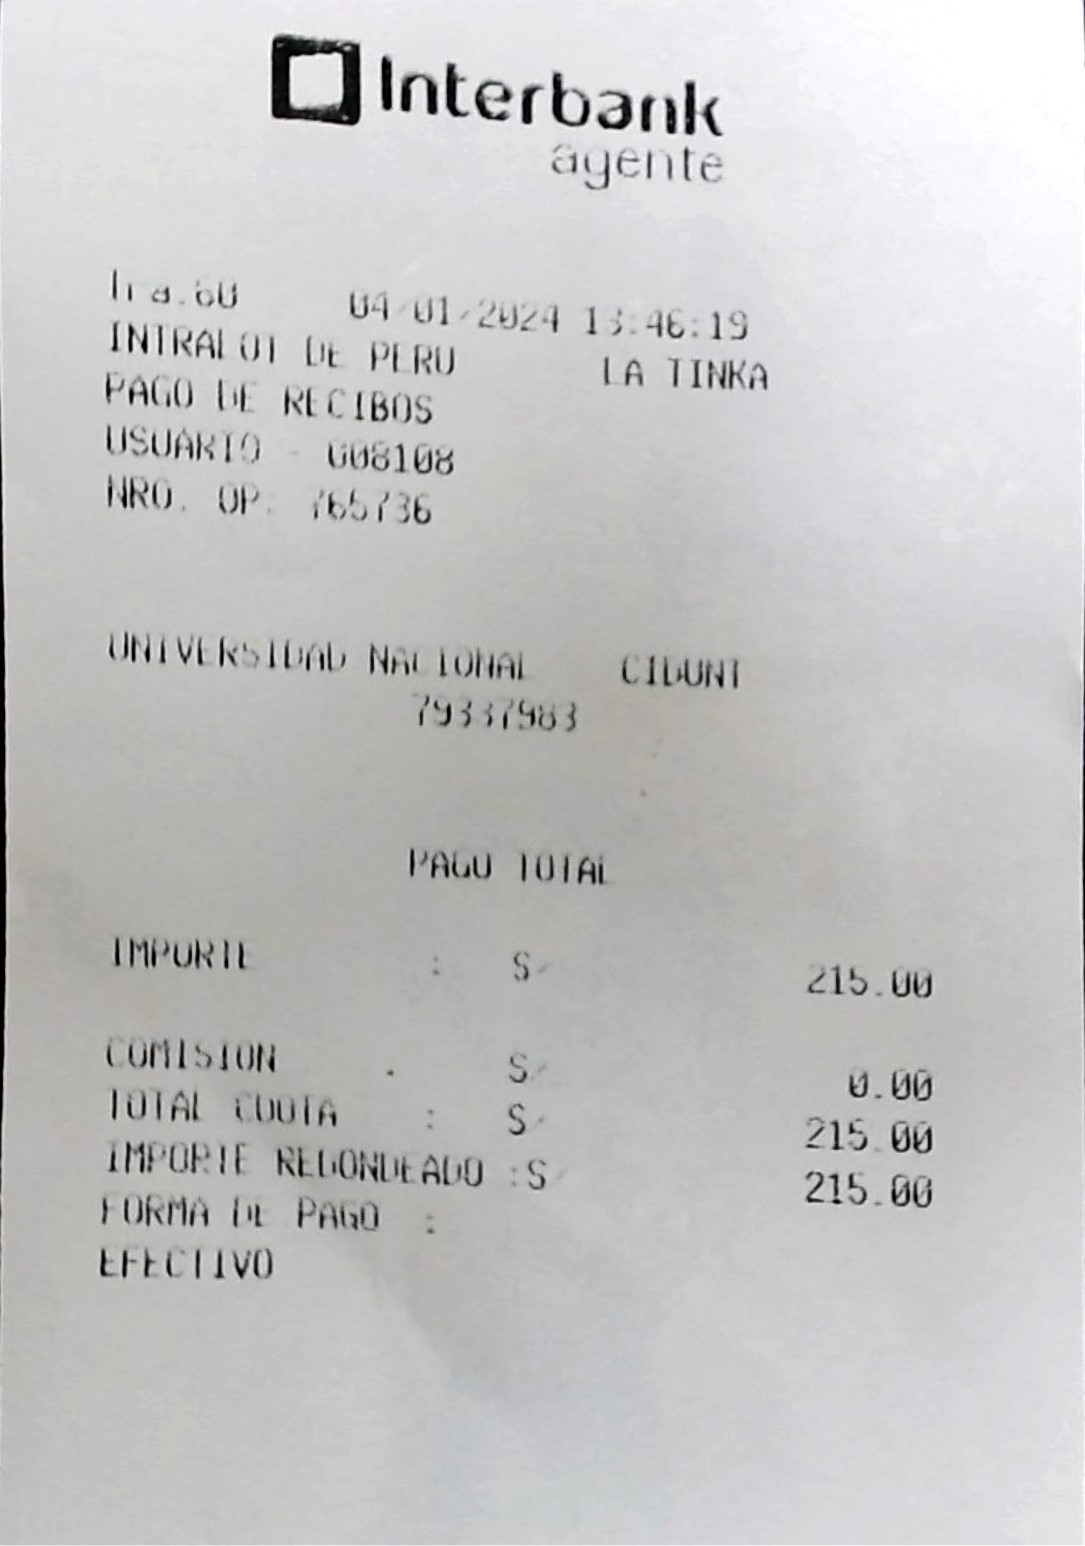 Interbank
agente
Tra.60 04/01/2024 13:46:19
INTRALOT DE PERU LA TINKA
PAGO DE RECIBOS
USUARIO - 008108
NRO. OP. 765736
UNIVERSIDAD NACIONAL CIDUNT
79337983
PAGO TOTAL
IMPORTE : S/ 215.00
COMISION : S/ 0.00
TOTAL CUOTA : S/ 215.00
IMPORTE REDONDEADO :S/ 215.00
FORMA DE PAGO :
EFECTIVO